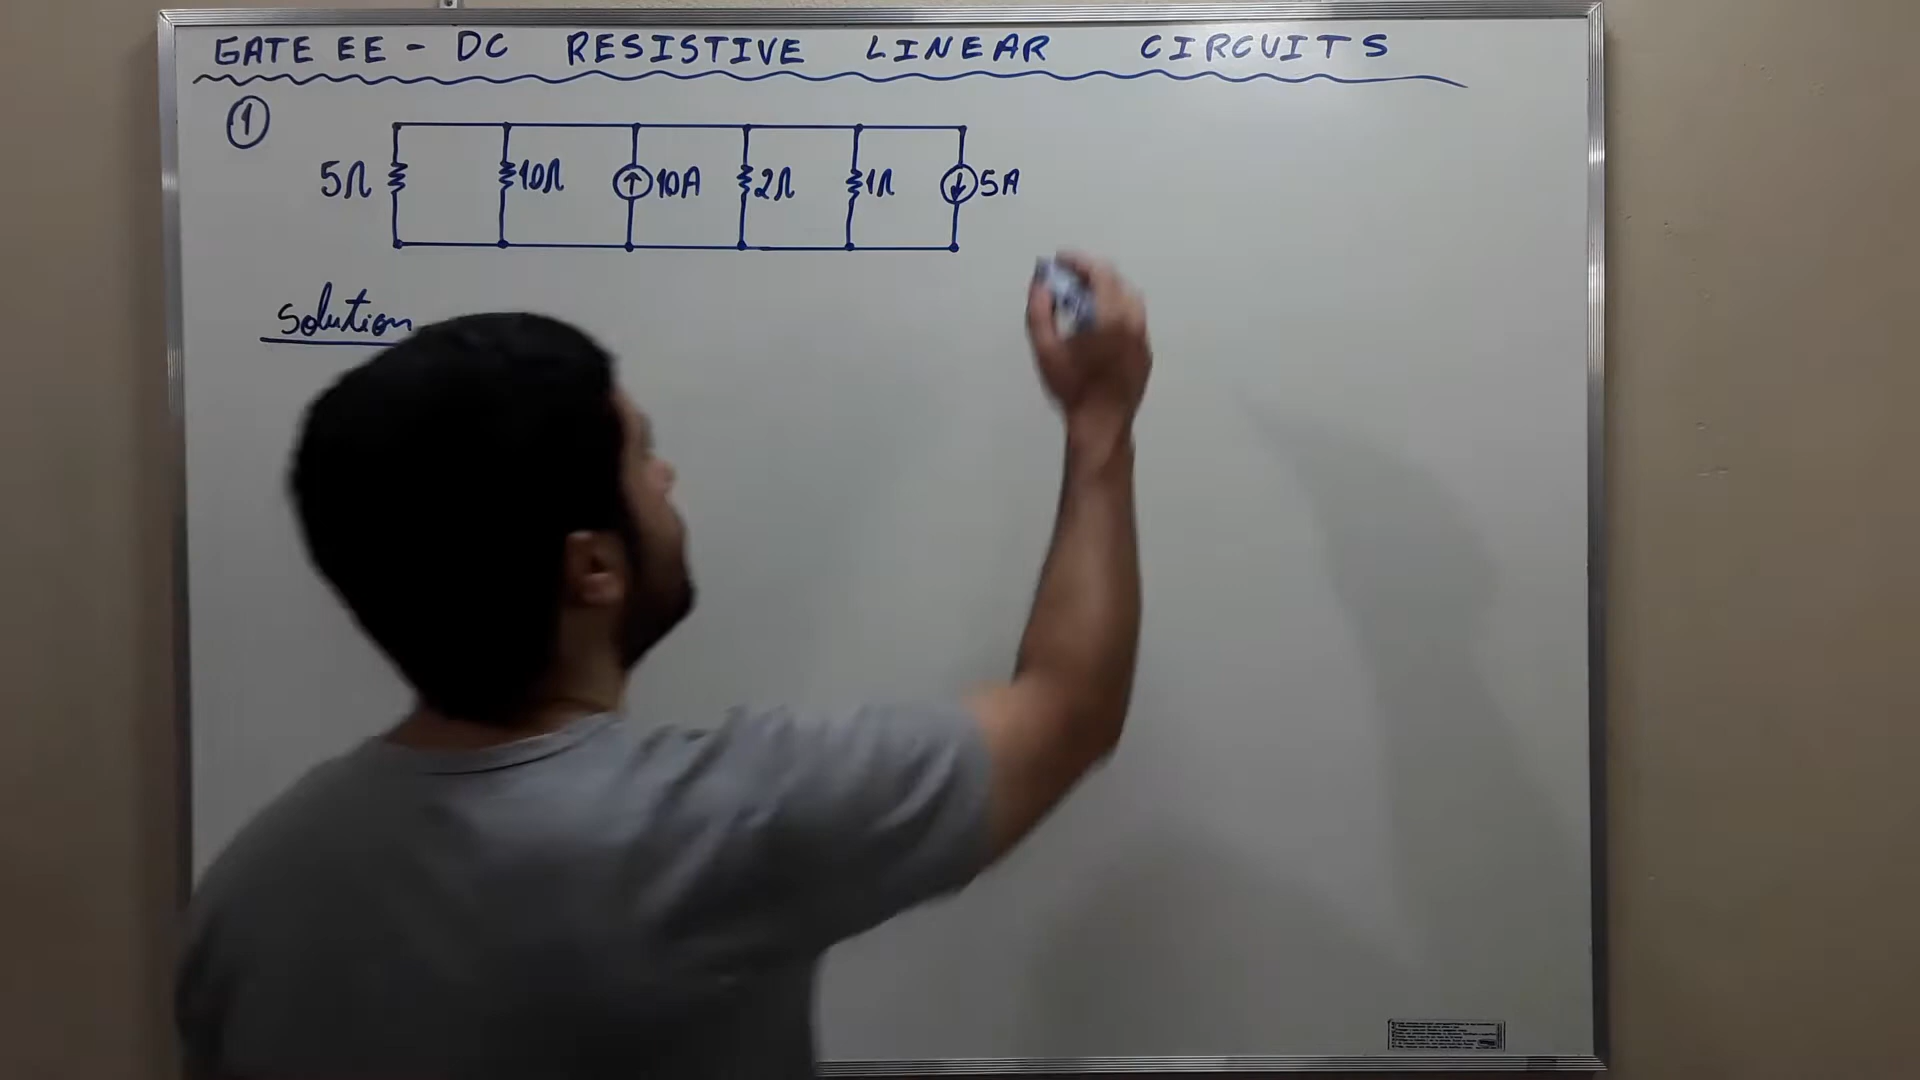 GATE EE - DC RESISTIVE LINEAR CIRCUITS
1
5Ω 10Ω 10A 2Ω 1Ω 5A
Solution